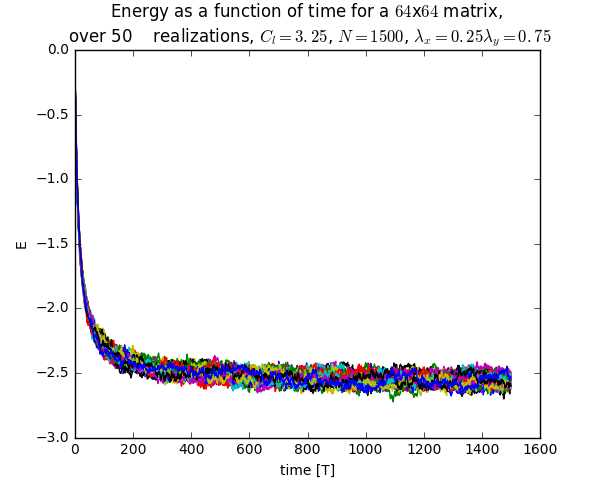 Energy as a function of time for a 64x64 matrix,
over 50    realizations, C_l = 3.25, N = 1500, λ_x = 0.25λ_y = 0.75
0.0
−0.5
−1.0
−1.5
−2.0
−2.5
−3.0
E
0 200 400 600 800 1000 1200 1400 1600
time [T]